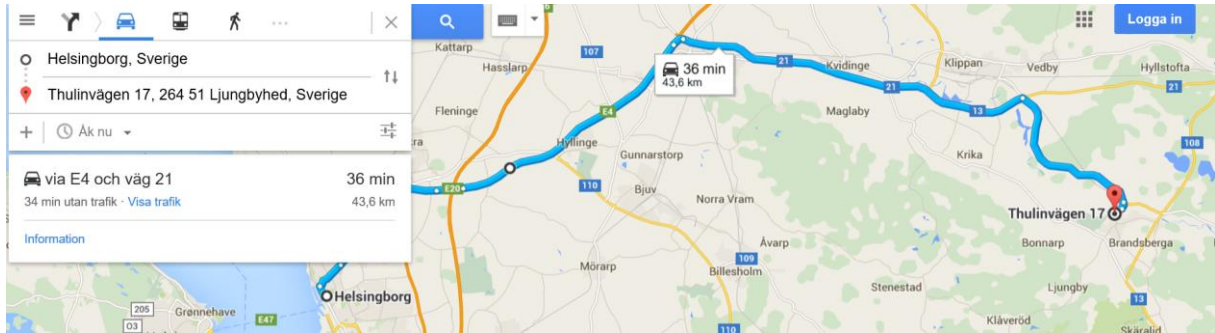 Helsingborg, Sverige
Thulinvägen 17, 264 51 Ljungbyhed, Sverige
Åk nu
via E4 och väg 21
36 min
34 min utan trafik · Visa trafik
43,6 km
Information
Logga in
Kattarp
107
Hasslarp
36 min
43,6 km
21
Kvidinge
Klippan
Vedby
Hyllstofta
21
21
13
Fleninge
E4
Maglaby
108
Hyllinge
Gunnarstorp
Krika
E20
110
Bjuv
Norra Vram
Thulinvägen 17
Åvarp
Bonnarp
Brandsberga
109
Mörarp
Billesholm
Stenestad
Ljungby
Helsingborg
205
Grønnehave
E47
O3
13
Klåveröd
110
Skäralid